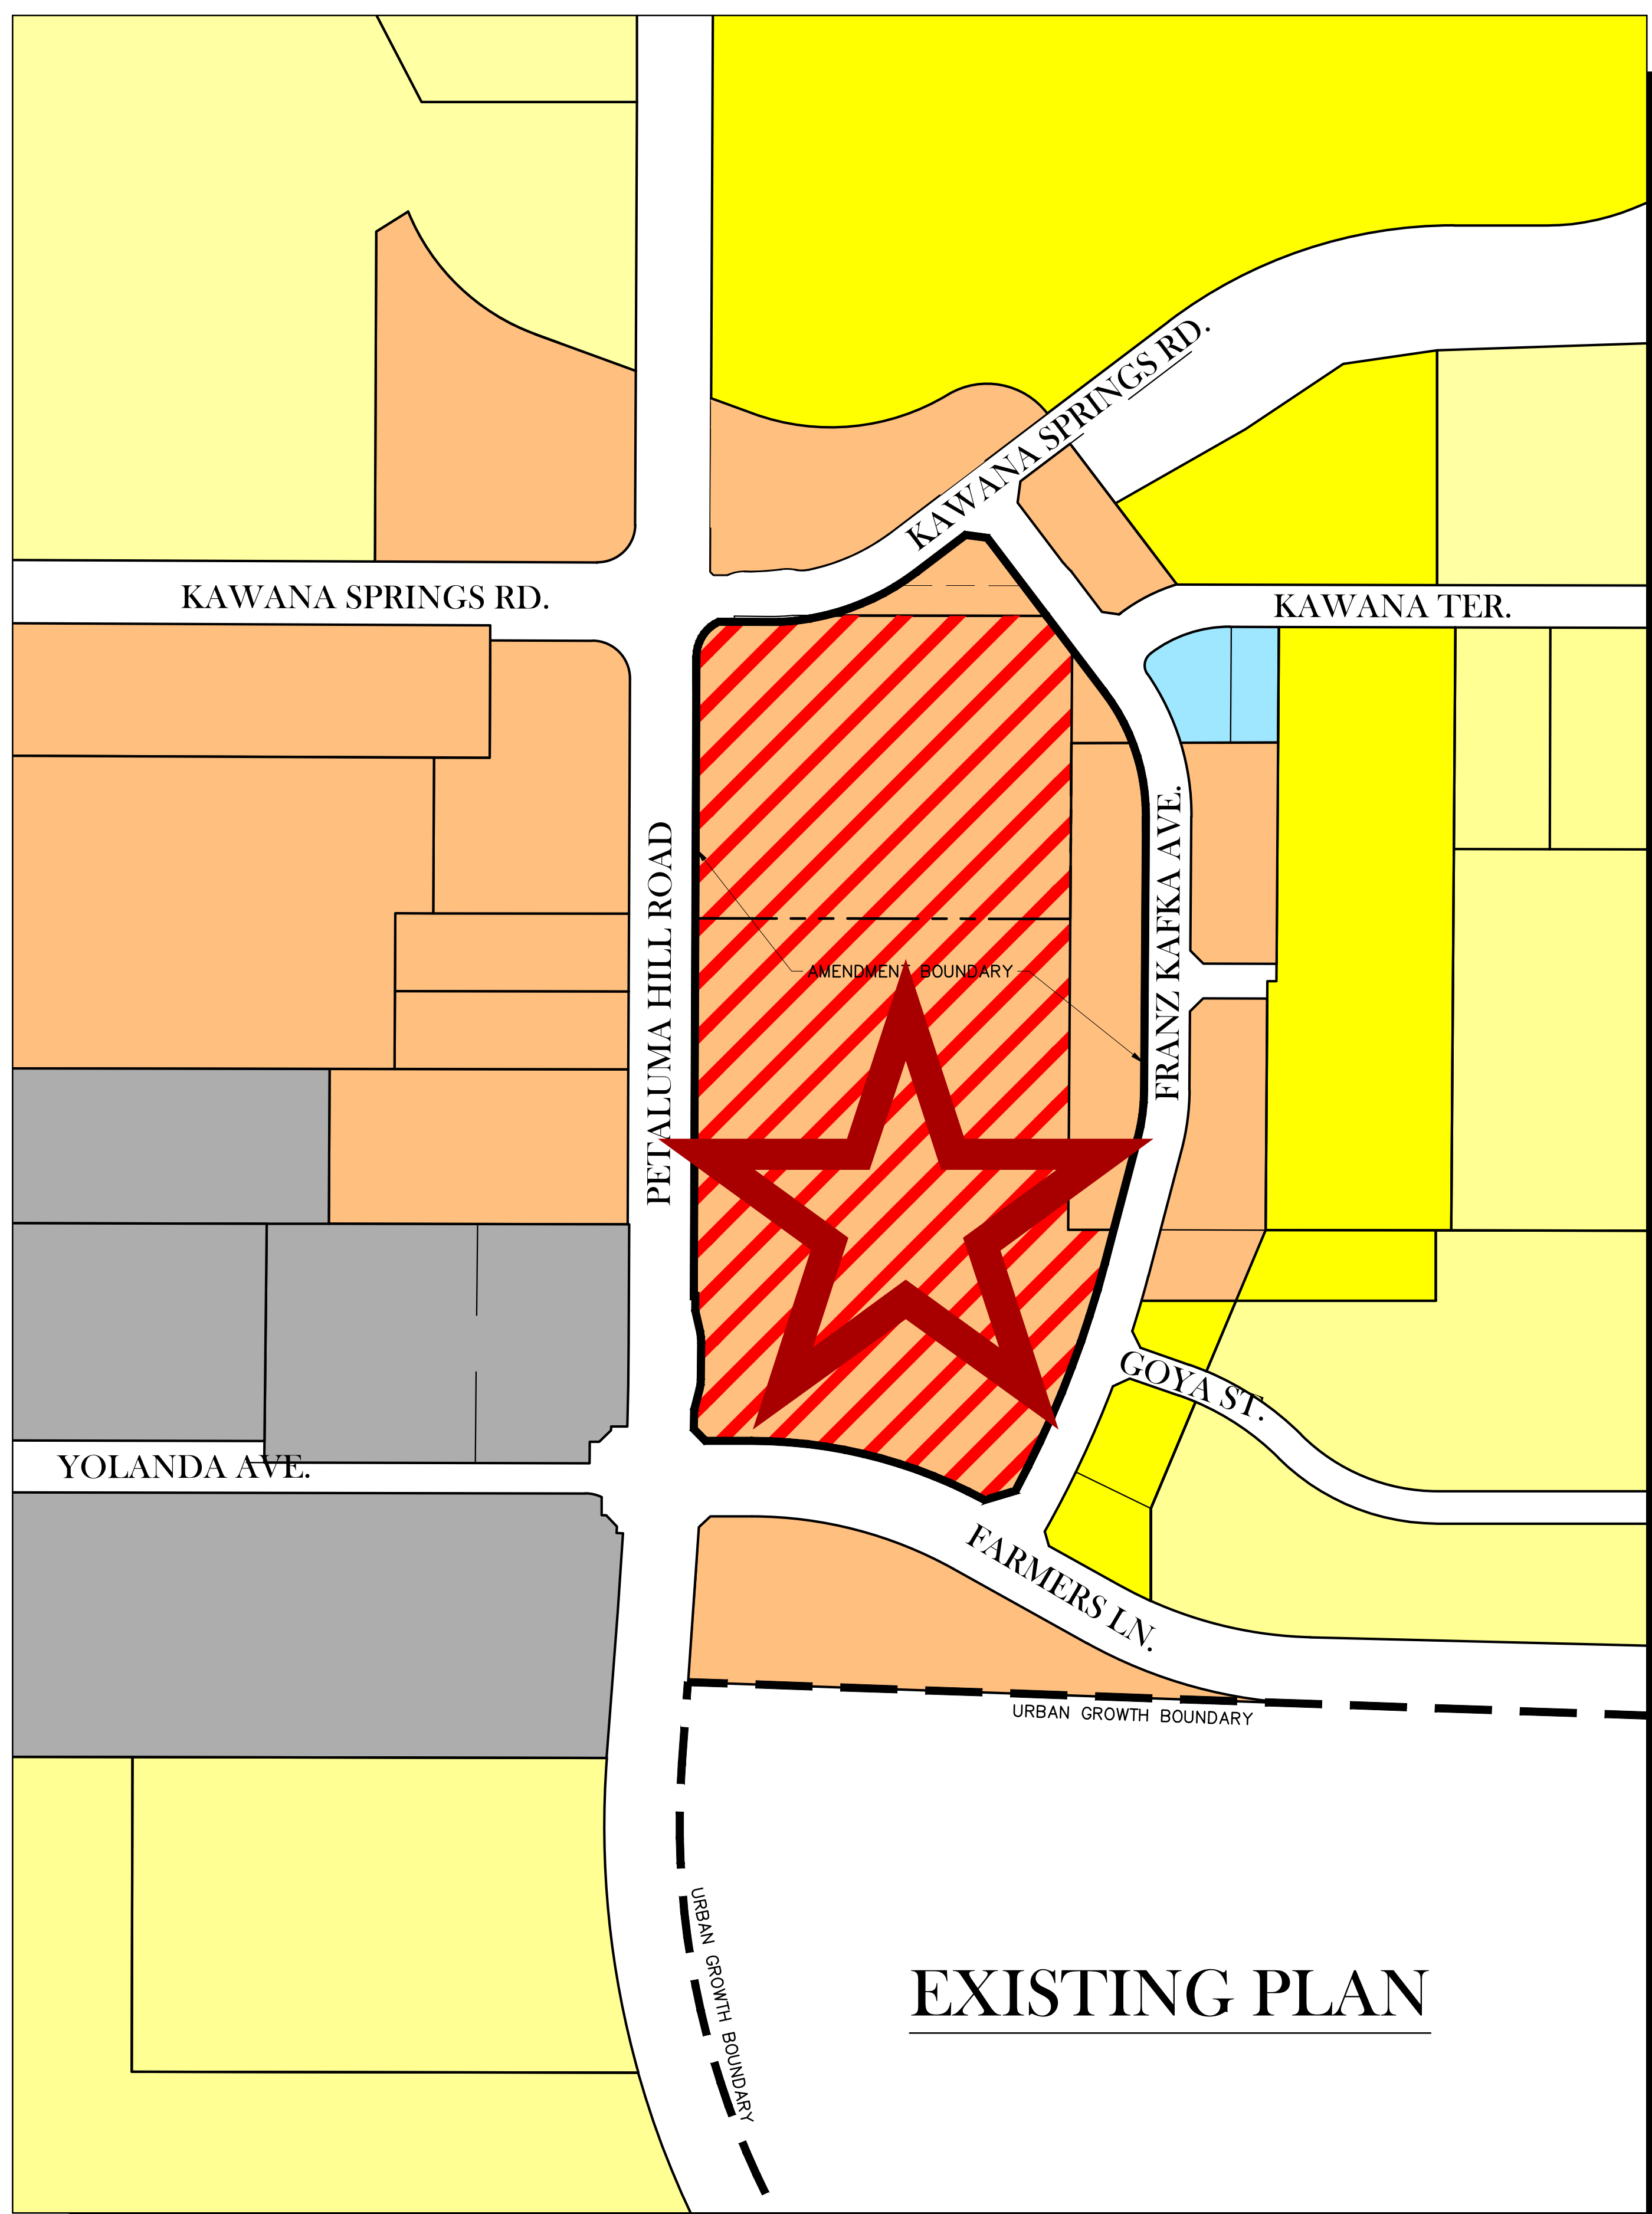 KAWANA SPRINGS RD.
KAWANA SPRINGS RD.
KAWANA TER.
PETALUMA HILL ROAD
FRANZ KAFKA AVE.
AMENDMENT BOUNDARY
GOYA ST.
YOLANDA AVE.
FARMERS LN.
URBAN GROWTH BOUNDARY
URBAN GROWTH BOUNDARY
EXISTING PLAN